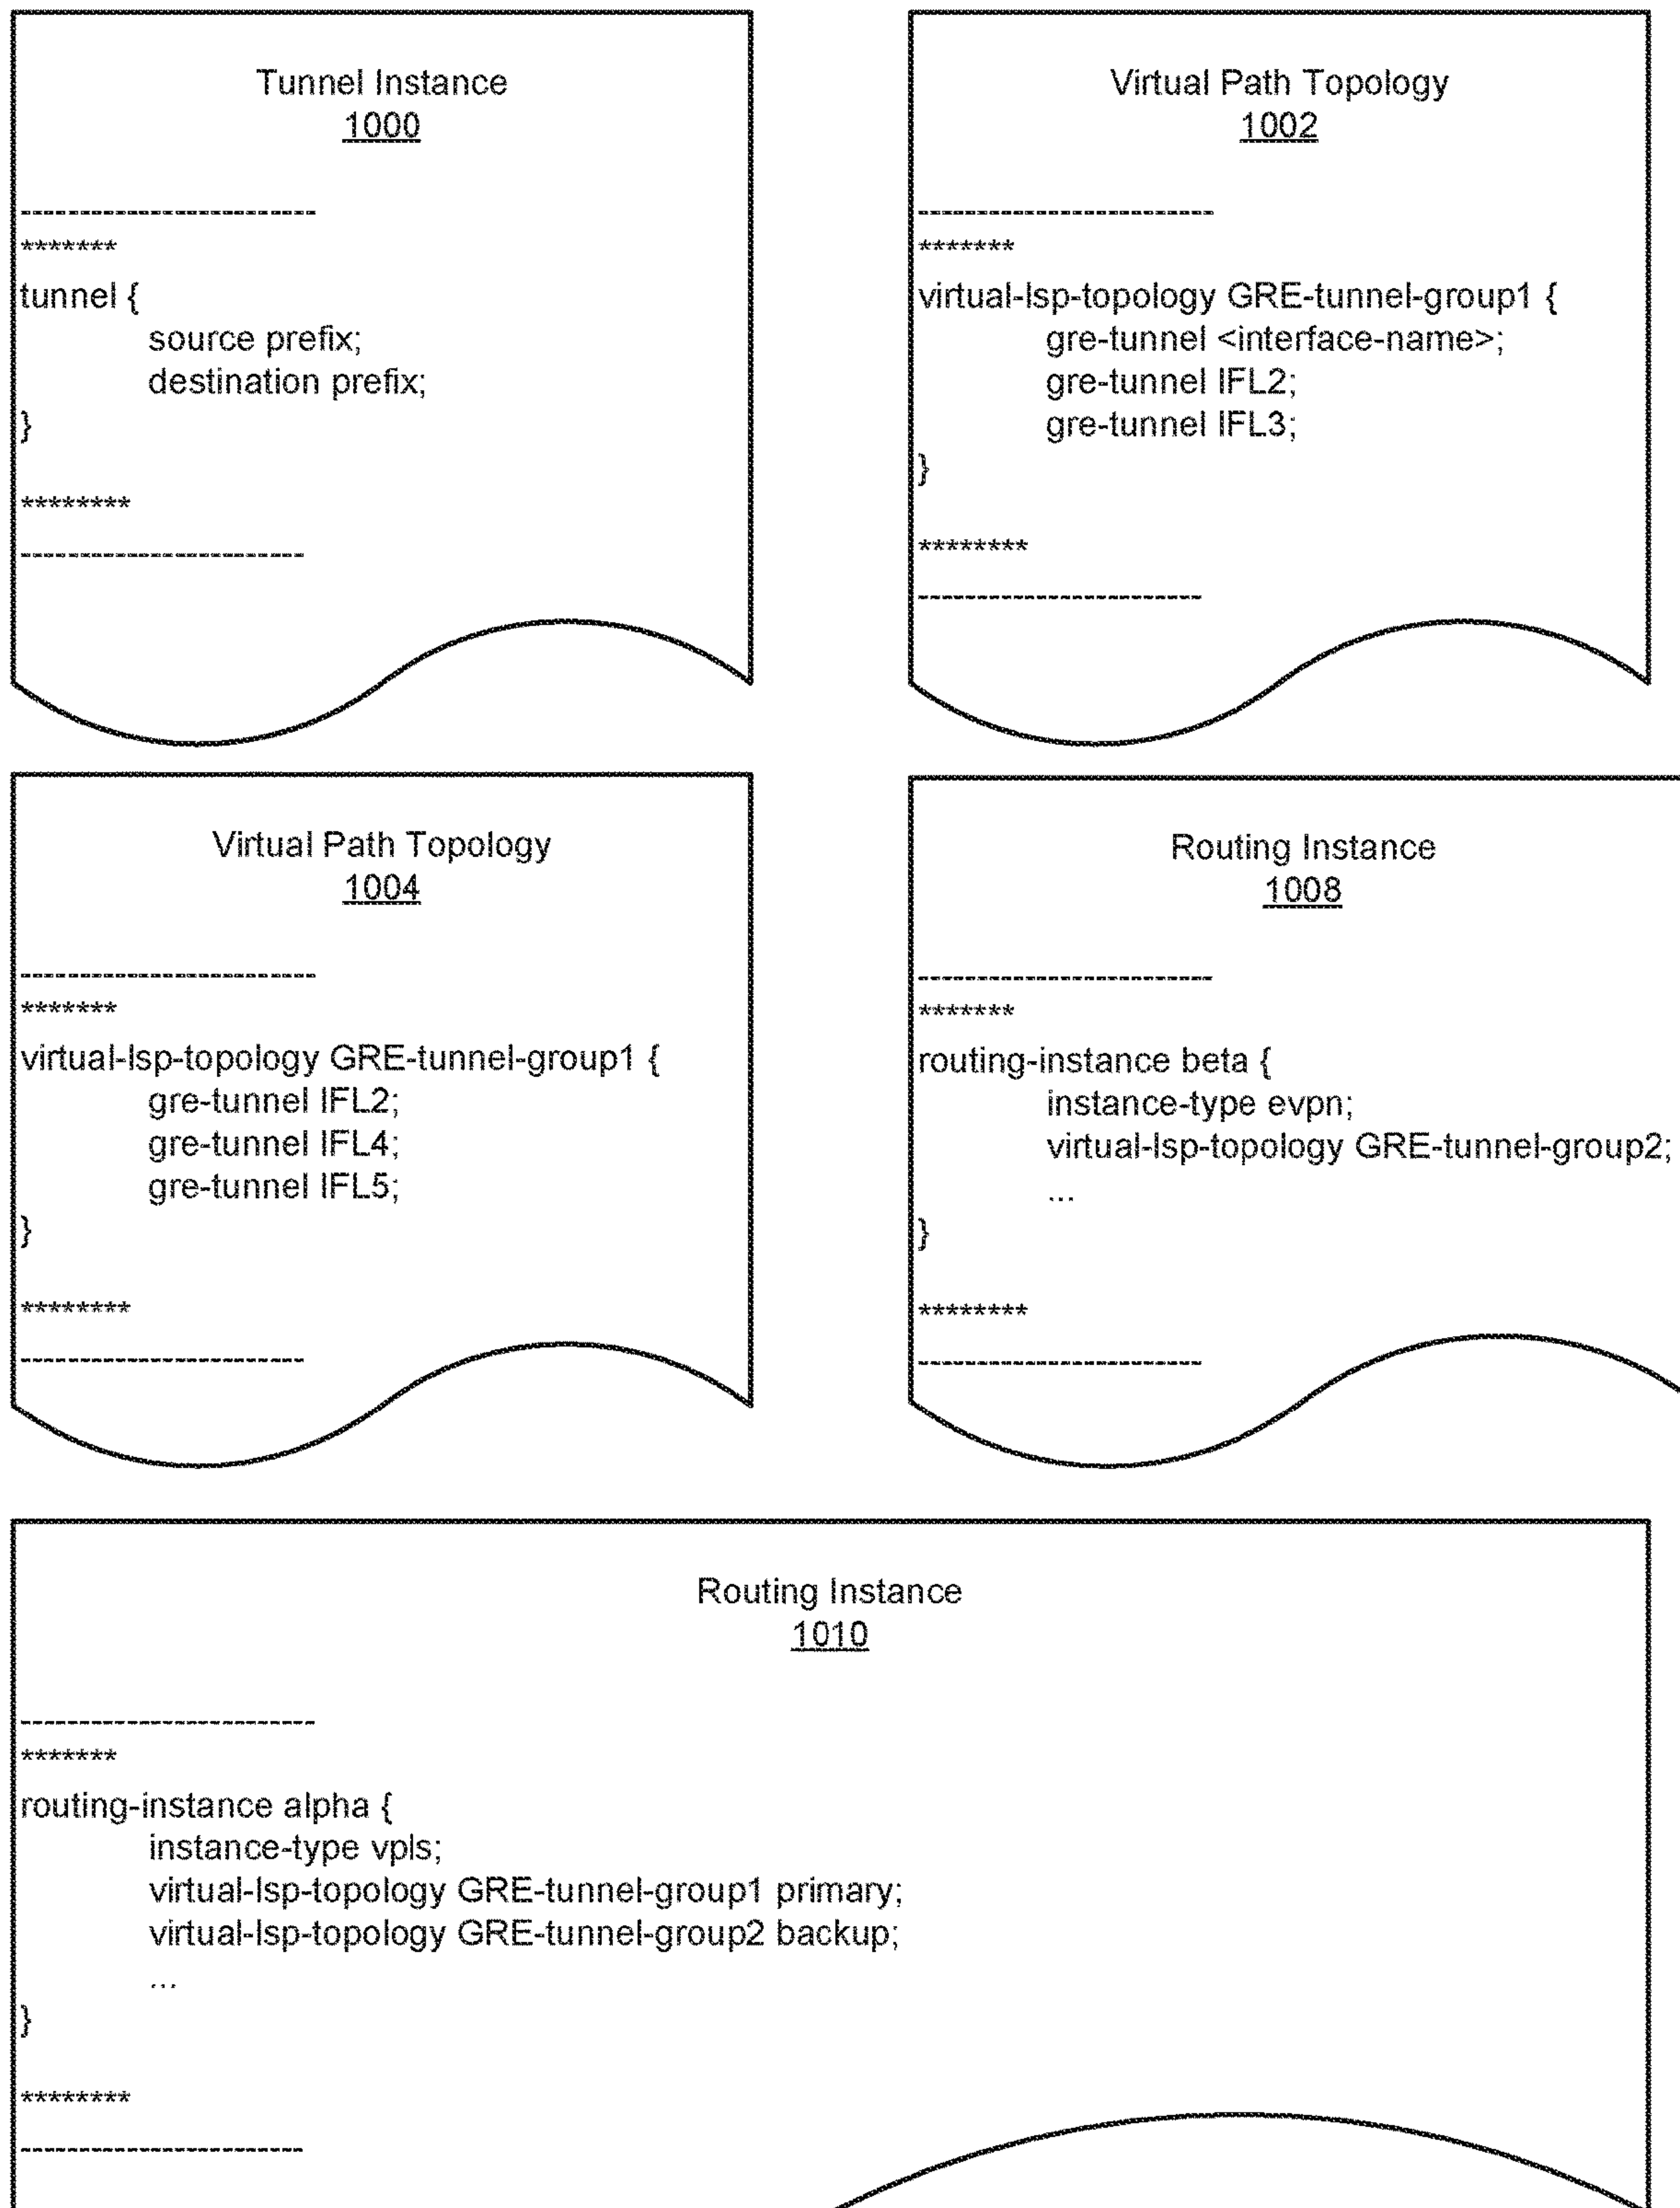 Tunnel Instance
1000
-------------------------
*******
tunnel {
source prefix;
destination prefix;
}
********
------------------------
Virtual Path Topology
1002
-------------------------
*******
virtual-lsp-topology GRE-tunnel-group1 {
gre-tunnel <interface-name>;
gre-tunnel IFL2;
gre-tunnel IFL3;
}
********
------------------------
Virtual Path Topology
1004
-------------------------
*******
virtual-lsp-topology GRE-tunnel-group1 {
gre-tunnel IFL2;
gre-tunnel IFL4;
gre-tunnel IFL5;
}
********
------------------------
Routing Instance
1008
-------------------------
*******
routing-instance beta {
instance-type evpn;
virtual-lsp-topology GRE-tunnel-group2;
...
}
********
------------------------
Routing Instance
1010
-------------------------
*******
routing-instance alpha {
instance-type vpls;
virtual-lsp-topology GRE-tunnel-group1 primary;
virtual-lsp-topology GRE-tunnel-group2 backup;
...
}
********
------------------------